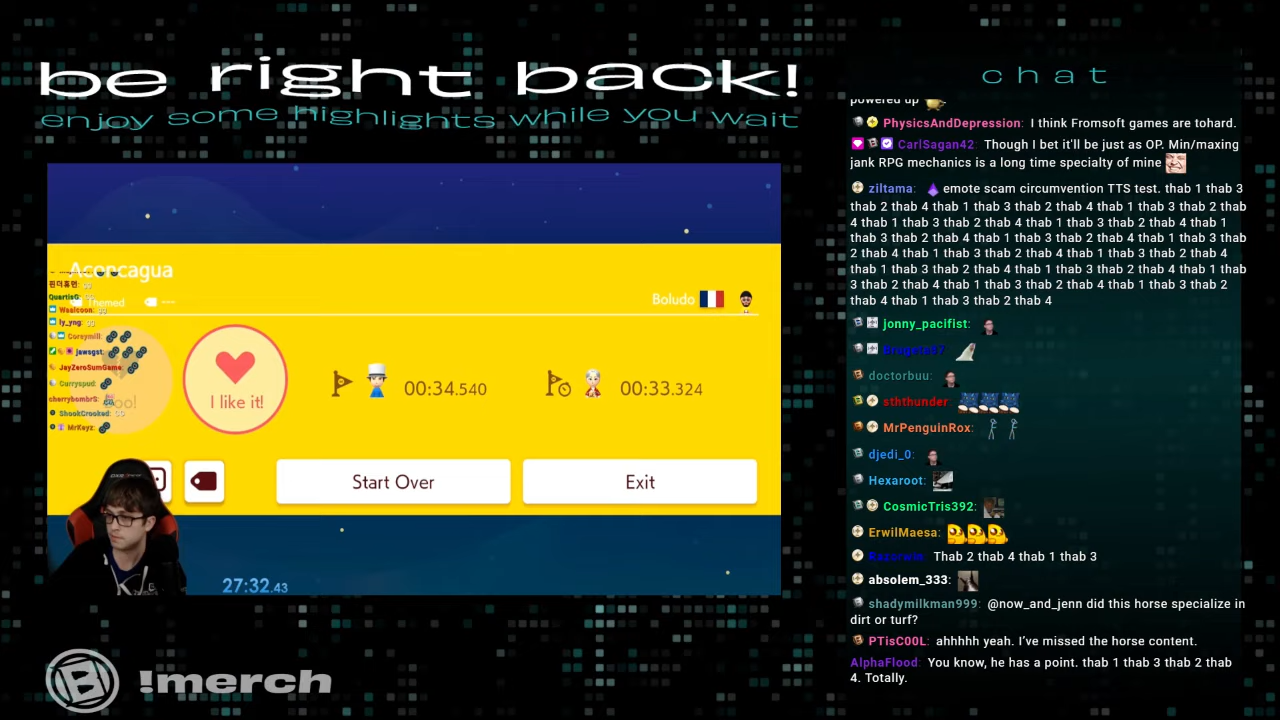 be right back!
enjoy some highlights while you wait
chat
powered up
PhysicsAndDepression: I think Fromsoft games are tohard.
CarlSagan42: Though I bet it'll be just as OP. Min/maxing
jank RPG mechanics is a long time specialty of mine
ziltama: emote scam circumvention TTS test. thab 1 thab 3
thab 2 thab 4 thab 1 thab 3 thab 2 thab 4 thab 1 thab 3 thab 2 thab
4 thab 1 thab 3 thab 2 thab 4 thab 1 thab 3 thab 2 thab 4 thab 1
thab 3 thab 2 thab 4 thab 1 thab 3 thab 2 thab 4 thab 1 thab 3 thab
2 thab 4 thab 1 thab 3 thab 2 thab 4 thab 1 thab 3 thab 2 thab 4
thab 1 thab 3 thab 2 thab 4 thab 1 thab 3 thab 2 thab 4 thab 1 thab
3 thab 2 thab 4 thab 1 thab 3 thab 2 thab 4 thab 1 thab 3 thab 2
thab 4 thab 1 thab 3 thab 2 thab 4
jonny_pacifist:
Brugeta87:
doctorbuu:
sththunder:
MrPenguinRox:
djedi_0:
Hexaroot:
CosmicTris392:
ErwilMaesa:
Thab 2 thab 4 thab 1 thab 3
absolem_333:
shadymilkman999: @now_and_jenn did this horse specialize in
dirt or turf?
PTisC00L: ahhhhh yeah. I've missed the horse content.
AlphaFlood: You know, he has a point. thab 1 thab 3 thab 2 thab
4. Totally.
Aconcagua
Themed
---
Boludo
QuartisG:
Waalcoon: gg
ly_yng: gg
Coreymill:
jawsgst:
JayZeroSumGame:
Curryspud:
cherrybombrS:
ShookCrooked:
MrKeyz:
I like it!
00:34.540
00:33.324
Start Over
Exit
27:32.43
!merch